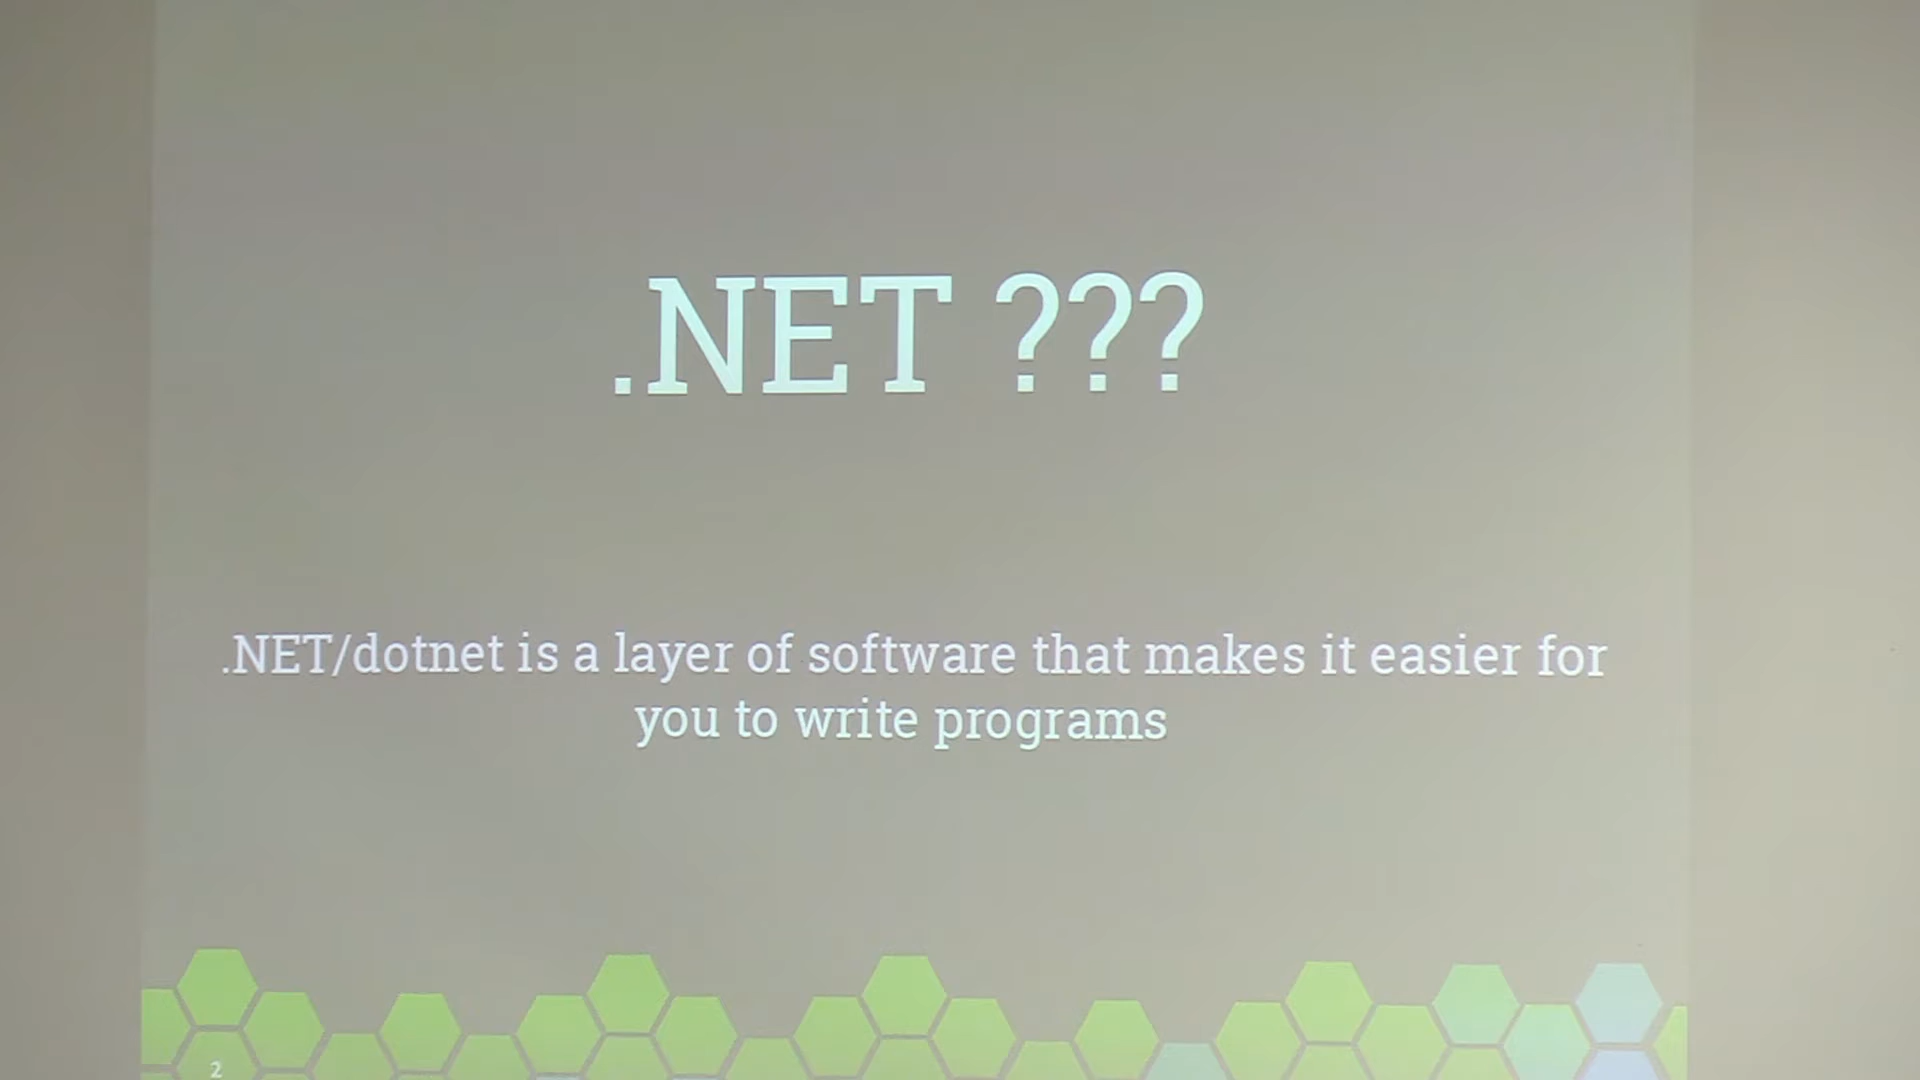 .NET ???
.NET/dotnet is a layer of software that makes it easier for
you to write programs
2